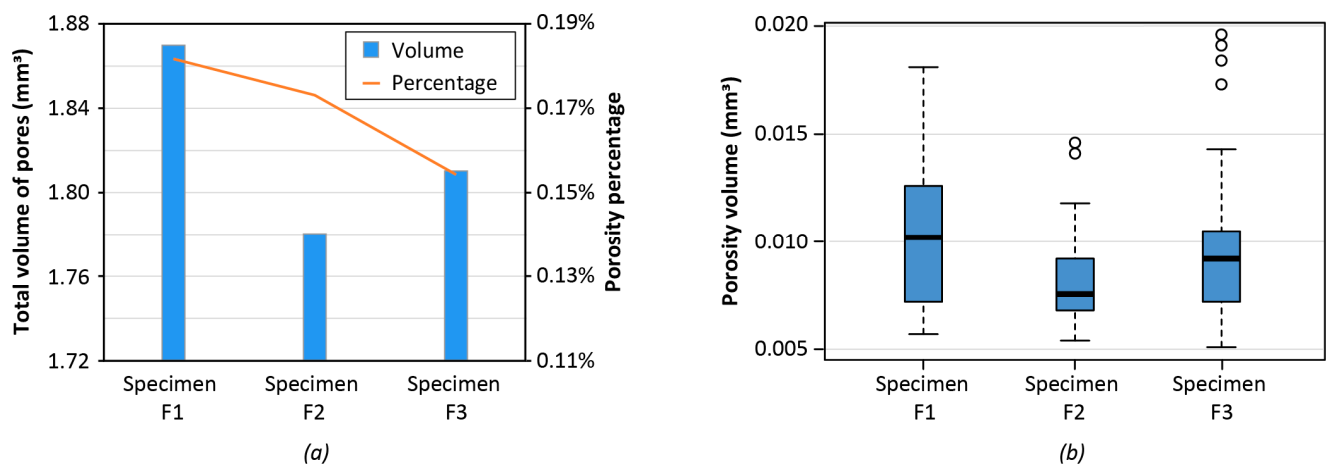 Total volume of pores (mm³)
1.88
1.84
1.80
1.76
1.72
Volume
Percentage
0.19%
0.17%
0.15%
0.13%
0.11%
Porosity percentage
Specimen F1
Specimen F2
Specimen F3
(a)
Porosity volume (mm³)
0.020
0.015
0.010
0.005
Specimen F1
Specimen F2
Specimen F3
(b)